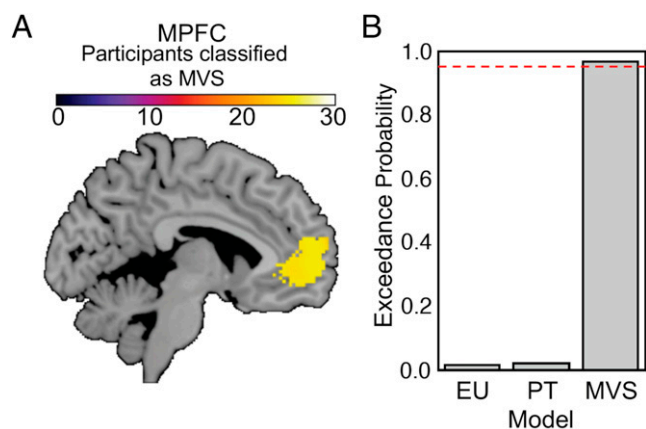 A
MPFC
Participants classified
as MVS
0 10 20 30
B
Exceedance Probability
1.0
0.8
0.6
0.4
0.2
0.0
EU PT MVS
Model